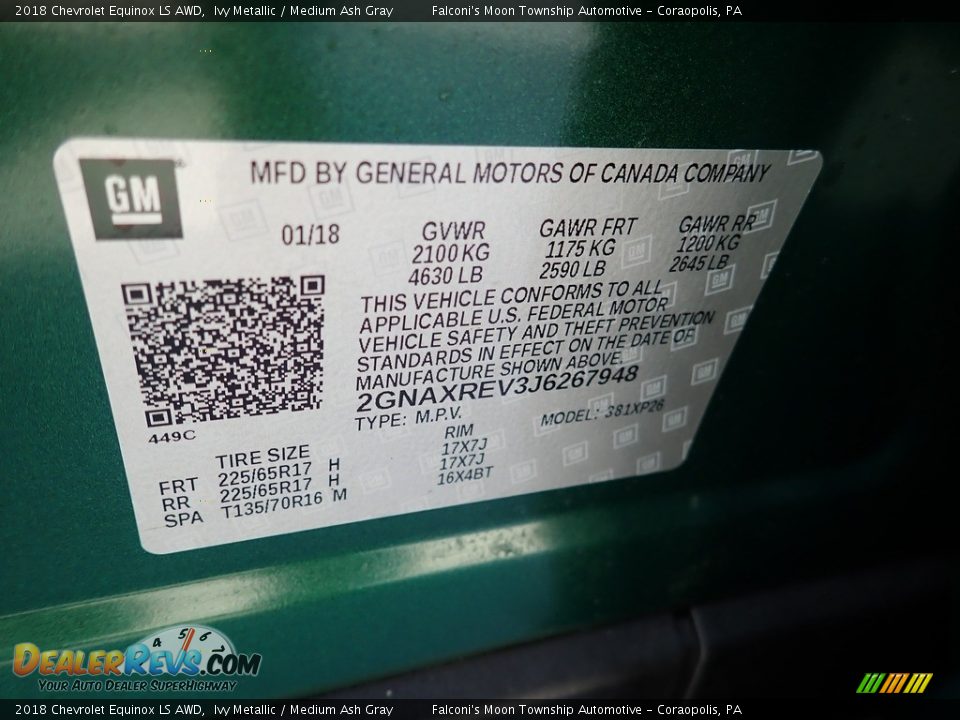 2018 Chevrolet Equinox LS AWD, Ivy Metallic / Medium Ash Gray Falconi's Moon Township Automotive - Coraopolis, PA
GM
MFD BY GENERAL MOTORS OF CANADA COMPANY
01/18
GVWR GAWR FRT GAWR RR
2100 KG 1175 KG 1200 KG
4630 LB 2590 LB 2645 LB
THIS VEHICLE CONFORMS TO ALL
APPLICABLE U.S. FEDERAL MOTOR
VEHICLE SAFETY AND THEFT PREVENTION
STANDARDS IN EFFECT ON THE DATE OF
MANUFACTURE SHOWN ABOVE.
2GNAXREV3J6267948
TYPE: M.P.V. MODEL: 381XP26
449C
TIRE SIZE RIM
FRT 225/65R17 H 17X7J
RR 225/65R17 H 17X7J
SPA T135/70R16 M 16X4BT
4 5 6
DEALERREVS.COM
YOUR AUTO DEALER SUPERHIGHWAY
2018 Chevrolet Equinox LS AWD, Ivy Metallic / Medium Ash Gray Falconi's Moon Township Automotive - Coraopolis, PA